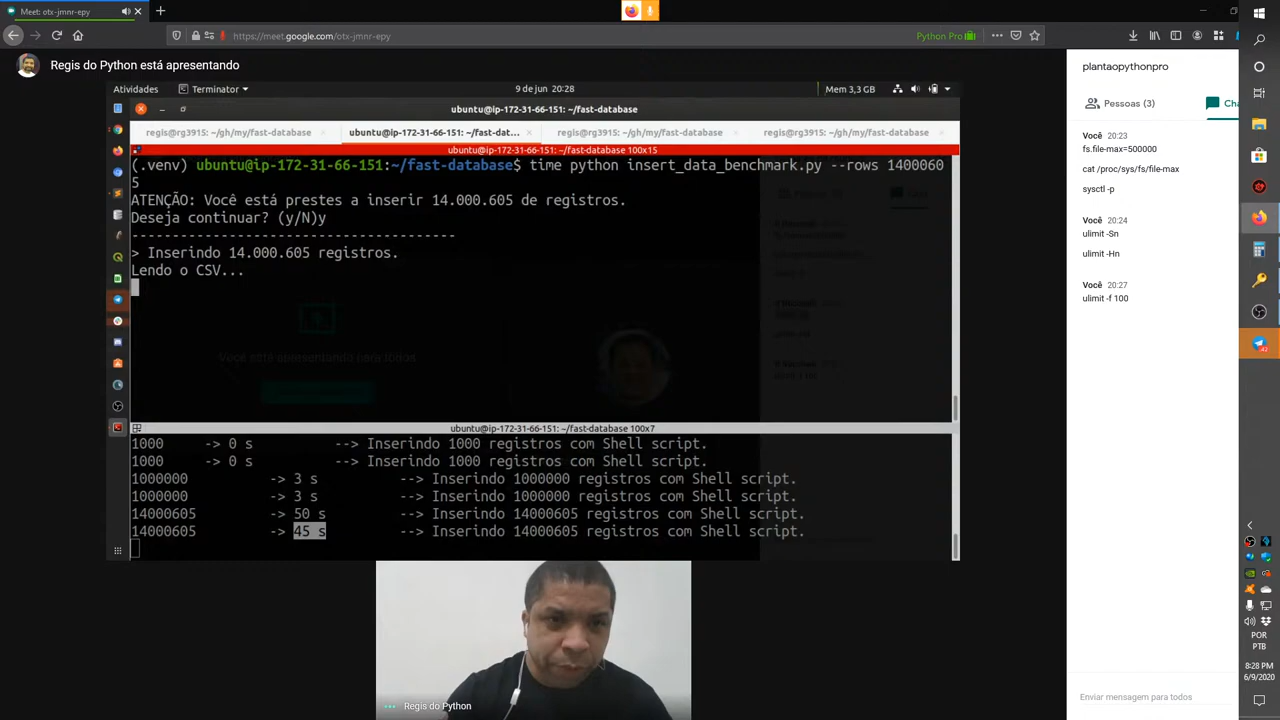 Meet: otx-jmnr-epy
https://meet.google.com/otx-jmnr-epy
Python Pro
Regis do Python está apresentando
plantaopythonpro
Pessoas (3)
Cha
Você 20:23
fs.file-max=500000
cat /proc/sys/fs/file-max
sysctl -p
Você 20:24
ulimit -Sn
ulimit -Hn
Você 20:27
ulimit -f 100
Enviar mensagem para todos
Atividades
Terminator
9 de jun 20:28
Mem 3,3 GB
ubuntu@ip-172-31-66-151: ~/fast-database
regis@rg3915: ~/gh/my/fast-database
ubuntu@ip-172-31-66-151: ~/fast-dat...
regis@rg3915: ~/gh/my/fast-database
regis@rg3915: ~/gh/my/fast-database
ubuntu@ip-172-31-66-151: ~/fast-database 100x15
(.venv) ubuntu@ip-172-31-66-151:~/fast-database$ time python insert_data_benchmark.py --rows 1400060
5
ATENÇÃO: Você está prestes a inserir 14.000.605 de registros.
Deseja continuar? (y/N)y
--------------------------------------
> Inserindo 14.000.605 registros.
Lendo o CSV...
Você está apresentando para todos
ubuntu@ip-172-31-66-151: ~/fast-database 100x7
1000 -> 0 s --> Inserindo 1000 registros com Shell script.
1000 -> 0 s --> Inserindo 1000 registros com Shell script.
1000000 -> 3 s --> Inserindo 1000000 registros com Shell script.
1000000 -> 3 s --> Inserindo 1000000 registros com Shell script.
14000605 -> 50 s --> Inserindo 14000605 registros com Shell script.
14000605 -> 45 s --> Inserindo 14000605 registros com Shell script.
Regis do Python
POR
PTB
8:28 PM
6/9/2020